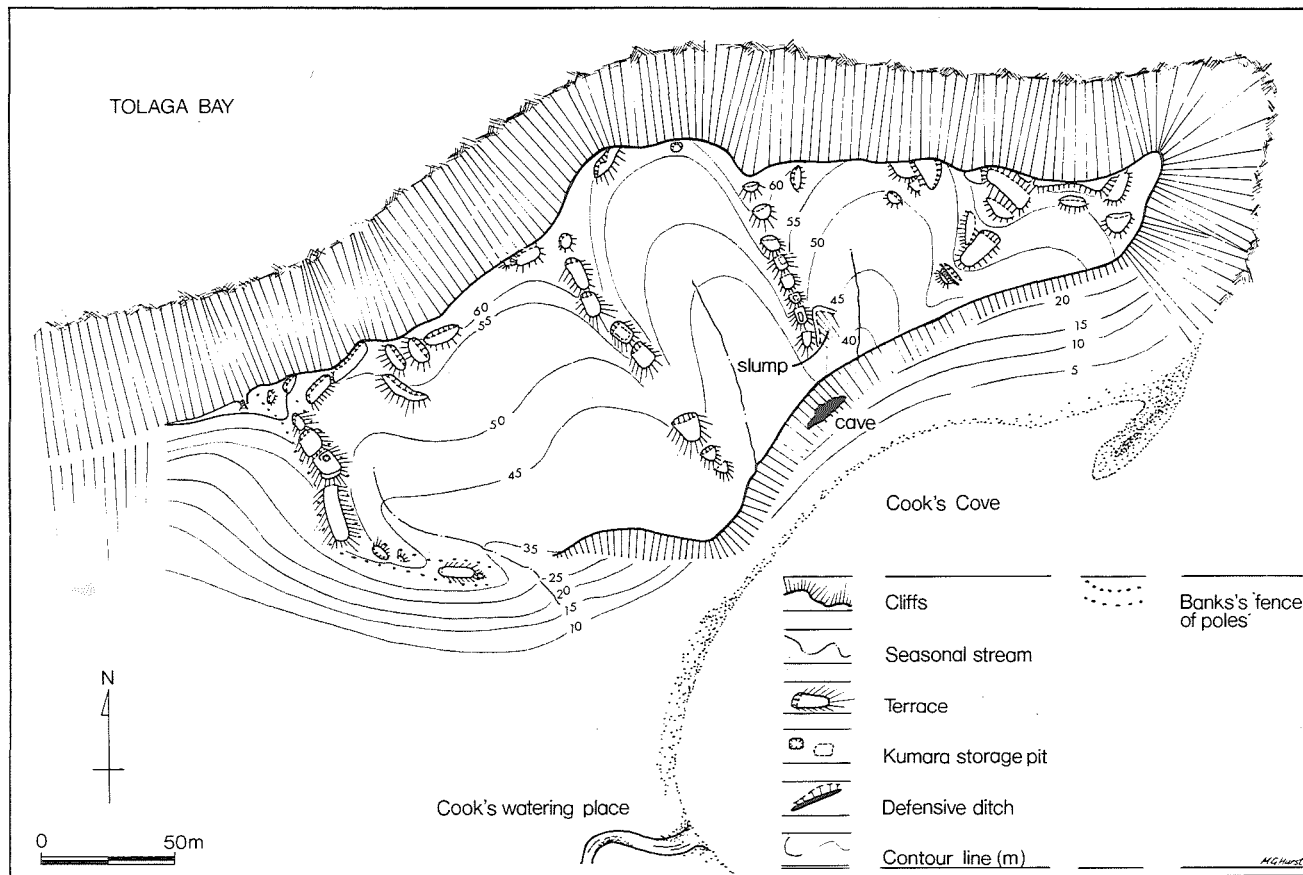 TOLAGA BAY
60
55
50
45
40
60
55
50
45
35
25
20
15
10
20
15
10
5
slump
cave
Cook's Cove
Cook's watering place
N
0 50m
Cliffs
Seasonal stream
Terrace
Kumara storage pit
Defensive ditch
Contour line (m)
Banks's 'fence
of poles'
M.G.Hurst